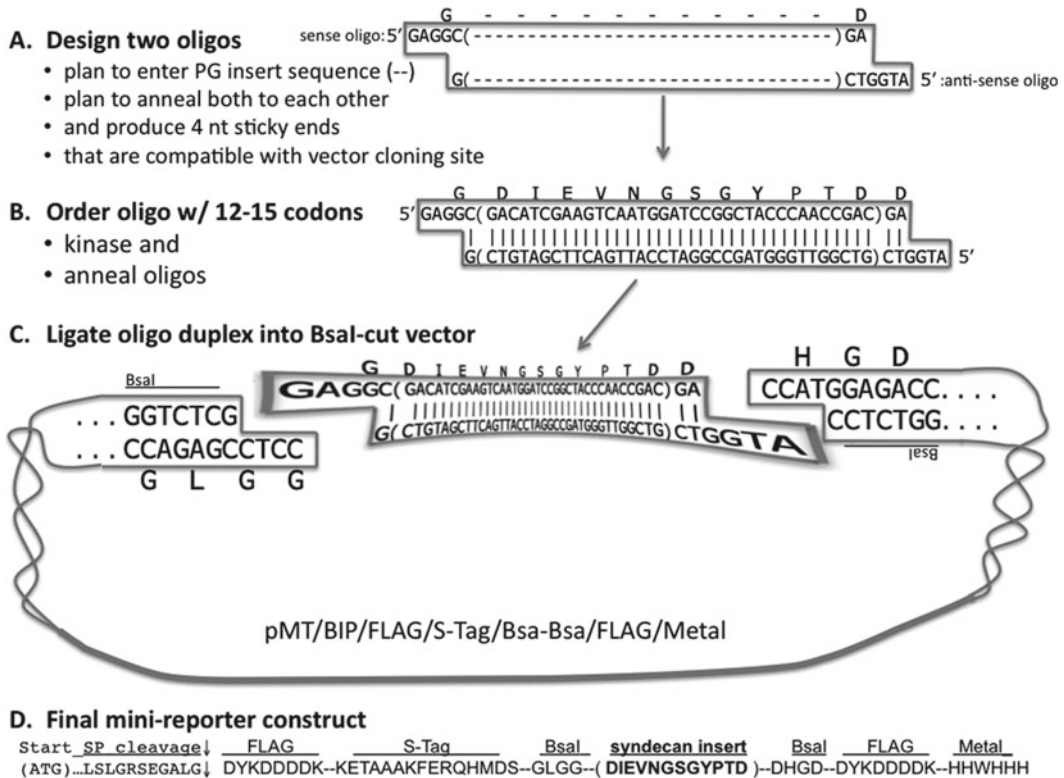 G - - - - - - - - - - - - - D
A. Design two oligos
sense oligo: 5′ GAGGC(- - - - - - - - - - - - - - - - - - - - - - - - - - - - - - - - - - - -)GA
G(- - - - - - - - - - - - - - - - - - - - - - - - - - - - - - - - - - - -)CTGGTA 5′ :anti-sense oligo
• plan to enter PG insert sequence (--)
• plan to anneal both to each other
• and produce 4 nt sticky ends
• that are compatible with vector cloning site
G D I E V N G S G Y P T D D
B. Order oligo w/ 12-15 codons
5′ GAGGC( GACATCGAAGTCAATGGATCCGGCTACCCAACCGAC) GA
G( CTGTAGCTTCAGTTACCTAGGCCGATGGGTTGGCTG) CTGGTA 5′
• kinase and
• anneal oligos
C. Ligate oligo duplex into BsaI-cut vector
G D I E V N G S G Y P T D D
GAGGC( GACATCGAAGTCAATGGATCCGGCTACCCAACCGAC) GA
G( CTGTAGCTTCAGTTACCTAGGCCGATGGGTTGGCTG) CTGGTA
BsaI
. . . GGTCTCG
. . . CCAGAGCCTCC
G L G G
H G D
CCATGGAGACC. . . .
CCTCTGG. . . .
BsaI
pMT/BIP/FLAG/S-Tag/Bsa-Bsa/FLAG/Metal
D. Final mini-reporter construct
Start SP cleavage↓ FLAG S-Tag BsaI syndecan insert BsaI FLAG Metal
(ATG)…LSLGRSEGALG↓ DYKDDDDK--KETAAAKFERQHMDS--GLGG--( DIEVNGSGYPTD )--DHGD--DYKDDDDK--HHWHHH